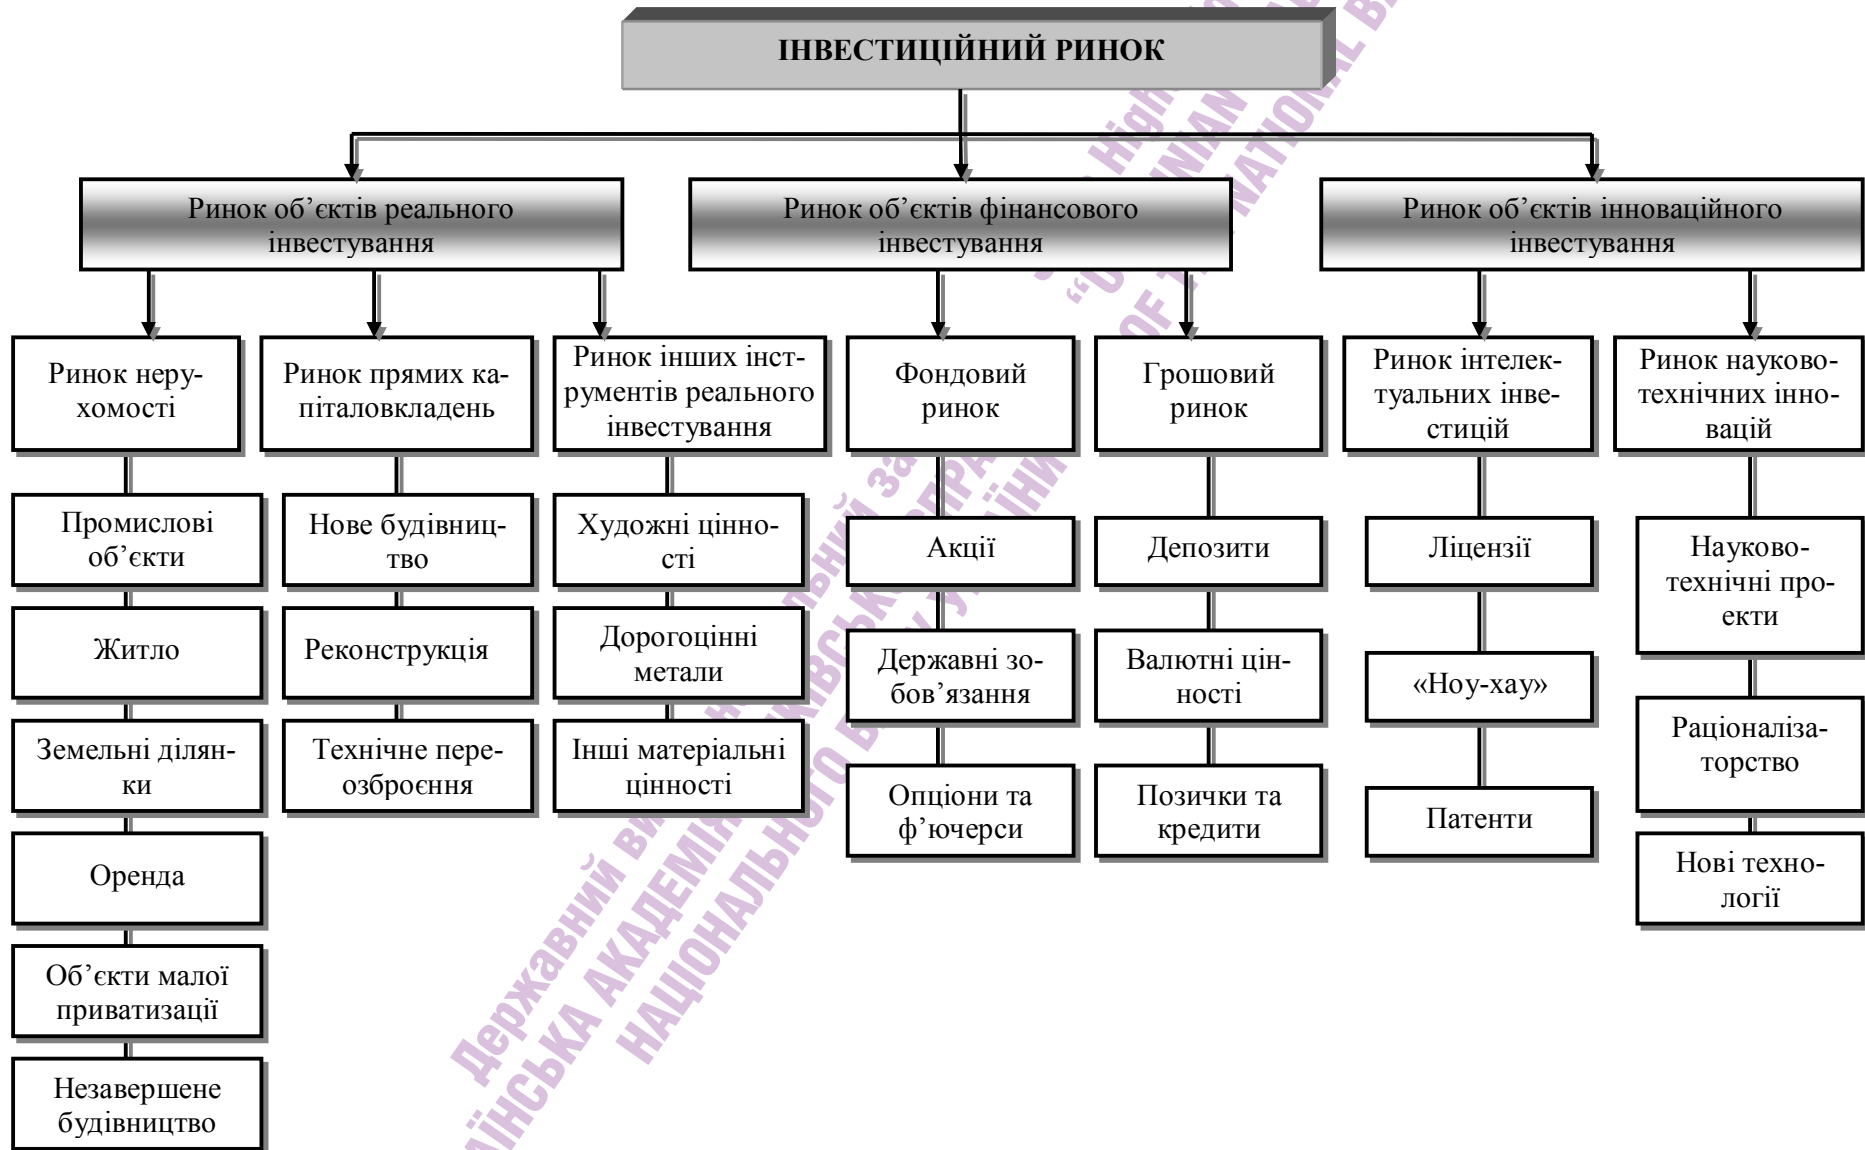 ІНВЕСТИЦІЙНИЙ РИНОК
Ринок об’єктів реального
інвестування
Ринок об’єктів фінансового
інвестування
Ринок об’єктів інноваційного
інвестування
Ринок неру-
хомості
Ринок прямих ка-
піталовкладень
Ринок інших інст-
рументів реального
інвестування
Фондовий
ринок
Грошовий
ринок
Ринок інтелек-
туальних інве-
стицій
Ринок науково-
технічних інно-
вацій
Промислові
об’єкти
Житло
Земельні ділян-
ки
Оренда
Об’єкти малої
приватизації
Незавершене
будівництво
Нове будівниц-
тво
Реконструкція
Технічне пере-
озброєння
Художні цінно-
сті
Дорогоцінні
метали
Інші матеріальні
цінності
Акції
Державні зо-
бов’язання
Опціони та
ф’ючерси
Депозити
Валютні цін-
ності
Позички та
кредити
Ліцензії
«Ноу-хау»
Патенти
Науково-
технічні про-
екти
Раціоналіза-
торство
Нові техно-
логії
Державний
АКАДЕМІЯ
НАЦІОНАЛЬНОГО
OF
NATIONAL